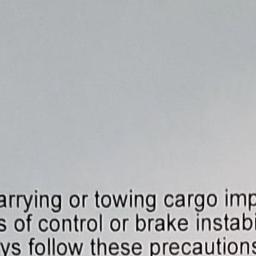 arrying or towing cargo imp
s of control or brake instabi
ys follow these precautions